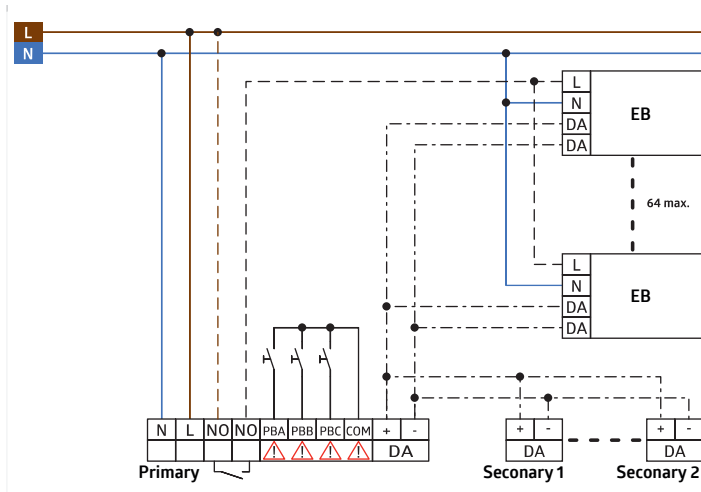 L
N
L
N
DA
DA
EB
64 max.
L
N
DA
DA
EB
N L NO NO PBA PBB PBC COM + -
DA
+ -
DA
+ -
DA
Primary
Seconary 1
Seconary 2